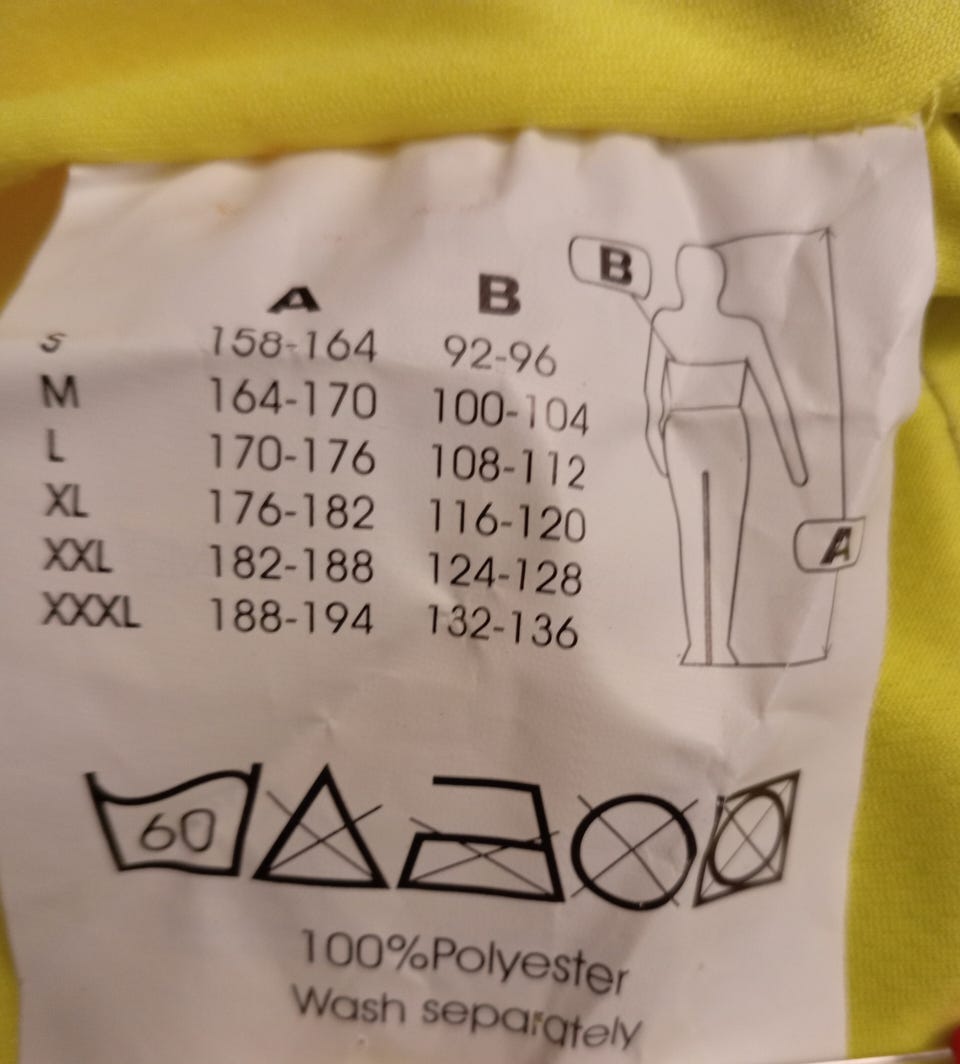 B
A B
S 158-164 92-96
M 164-170 100-104
L 170-176 108-112
XL 176-182 116-120
XXL 182-188 124-128
XXXL 188-194 132-136
A
60
100%Polyester
Wash separately